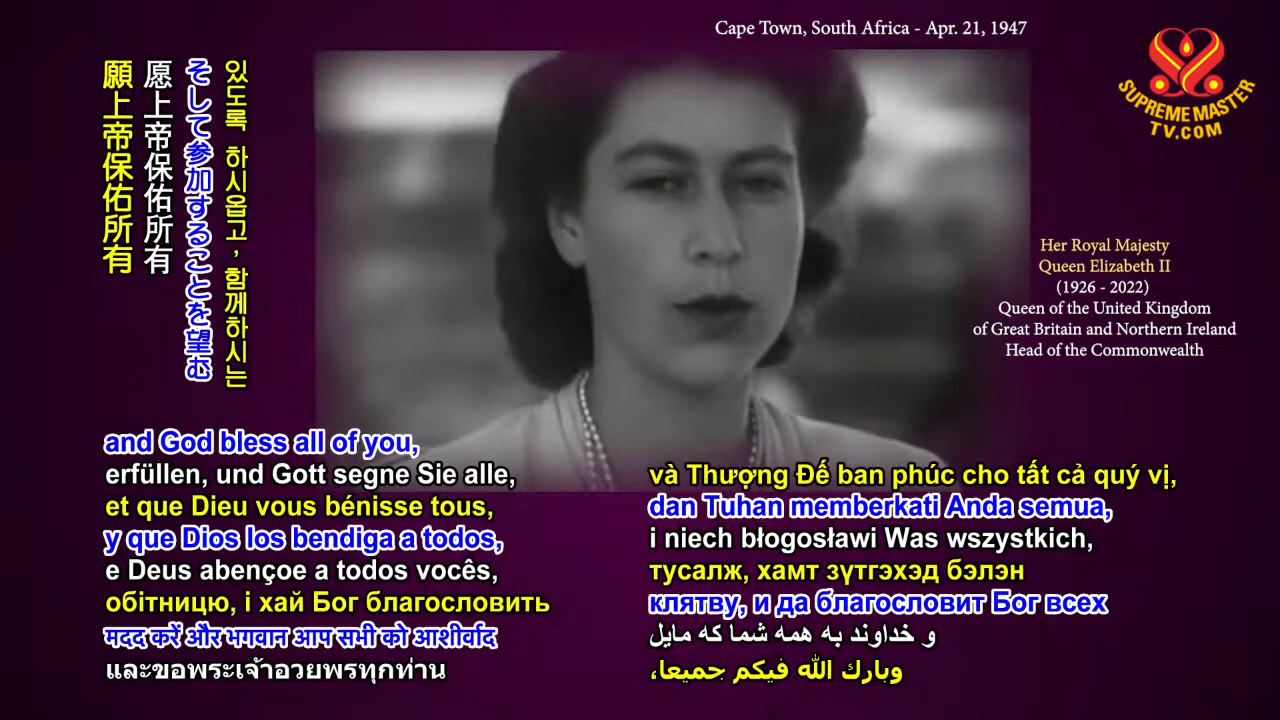 Cape Town, South Africa - Apr. 21, 1947
SUPREME MASTER
TV.COM
있도록 하시옵고, 함께하시는
そして参加することを望む
愿上帝保佑所有
願上帝保佑所有
Her Royal Majesty
Queen Elizabeth II
(1926 - 2022)
Queen of the United Kingdom
of Great Britain and Northern Ireland
Head of the Commonwealth
and God bless all of you,
erfüllen, und Gott segne Sie alle,
et que Dieu vous bénisse tous,
y que Dios los bendiga a todos,
e Deus abençoe a todos vocês,
обітницю, і хай Бог благословить
मदद करें और भगवान आप सभी को आशीर्वाद
และขอพระเจ้าอวยพรทุกท่าน
và Thượng Đế ban phúc cho tất cả quý vị,
dan Tuhan memberkati Anda semua,
i niech błogosławi Was wszystkich,
тусалж, хамт зүтгэхэд бэлэн
клятву, и да благословит Бог всех
و خداوند به همه شما که مایل
وبارك الله فيكم جميعا،